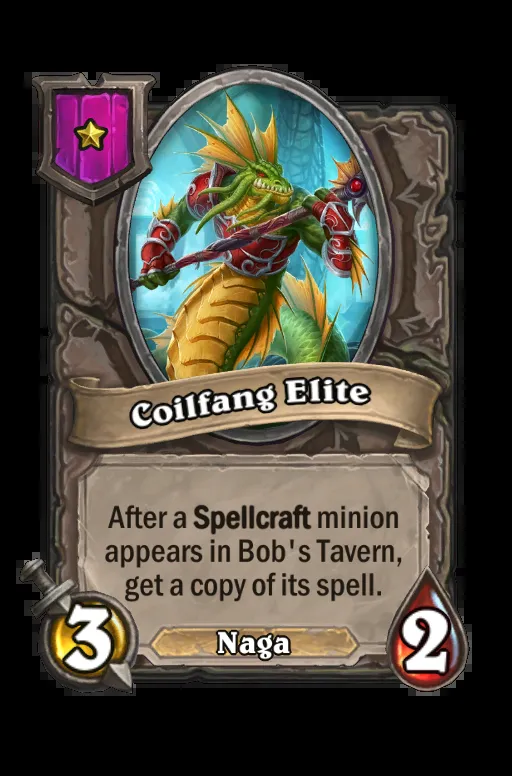 Coilfang Elite
After a Spellcraft minion
appears in Bob's Tavern,
get a copy of its spell.
3
Naga
2